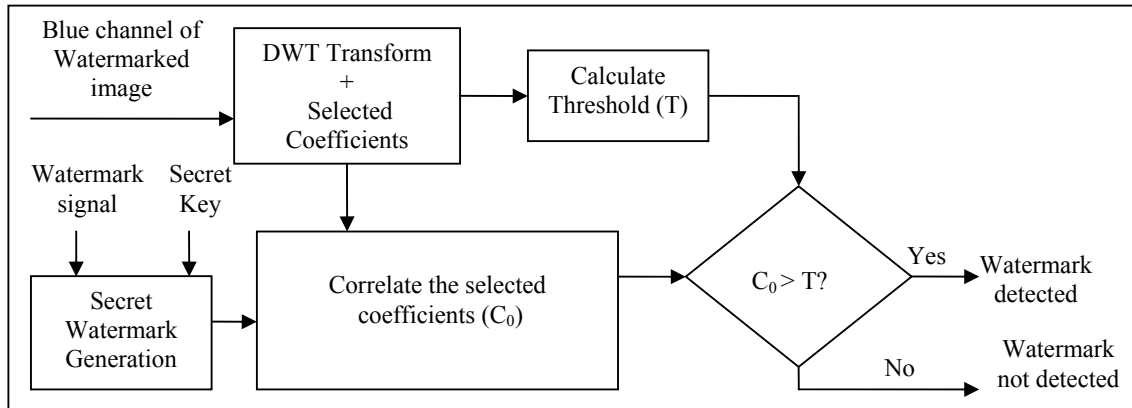 Blue channel of
Watermarked
image
DWT Transform
+
Selected
Coefficients
Calculate
Threshold (T)
Watermark
signal
Secret
Key
Secret
Watermark
Generation
Correlate the selected
coefficients (C₀)
C₀ > T?
Yes
Watermark
detected
No
Watermark
not detected